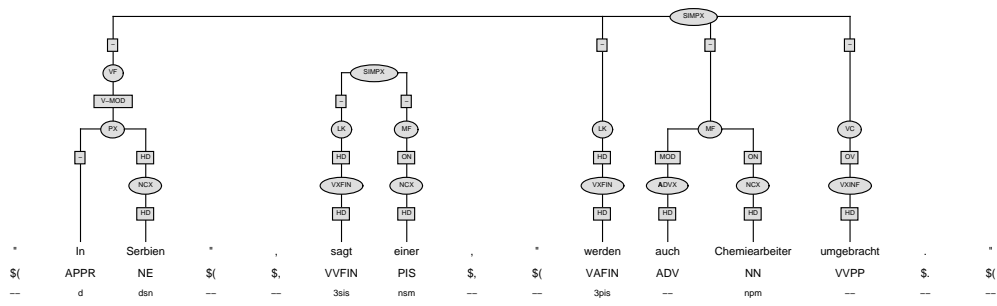 SIMPX
– – – –
VF SIMPX
V–MOD – –
PX LK MF LK MF VC
– HD HD ON HD MOD ON OV
NCX VXFIN NCX VXFIN ADVX NCX VXINF
HD HD HD HD HD HD HD
" In Serbien " , sagt einer , " werden auch Chemiearbeiter umgebracht . "
$( APPR NE $( $, VVFIN PIS $, $( VAFIN ADV NN VVPP $. $(
–– d dsn –– –– 3sis nsm –– –– 3pis –– npm –– –– ––